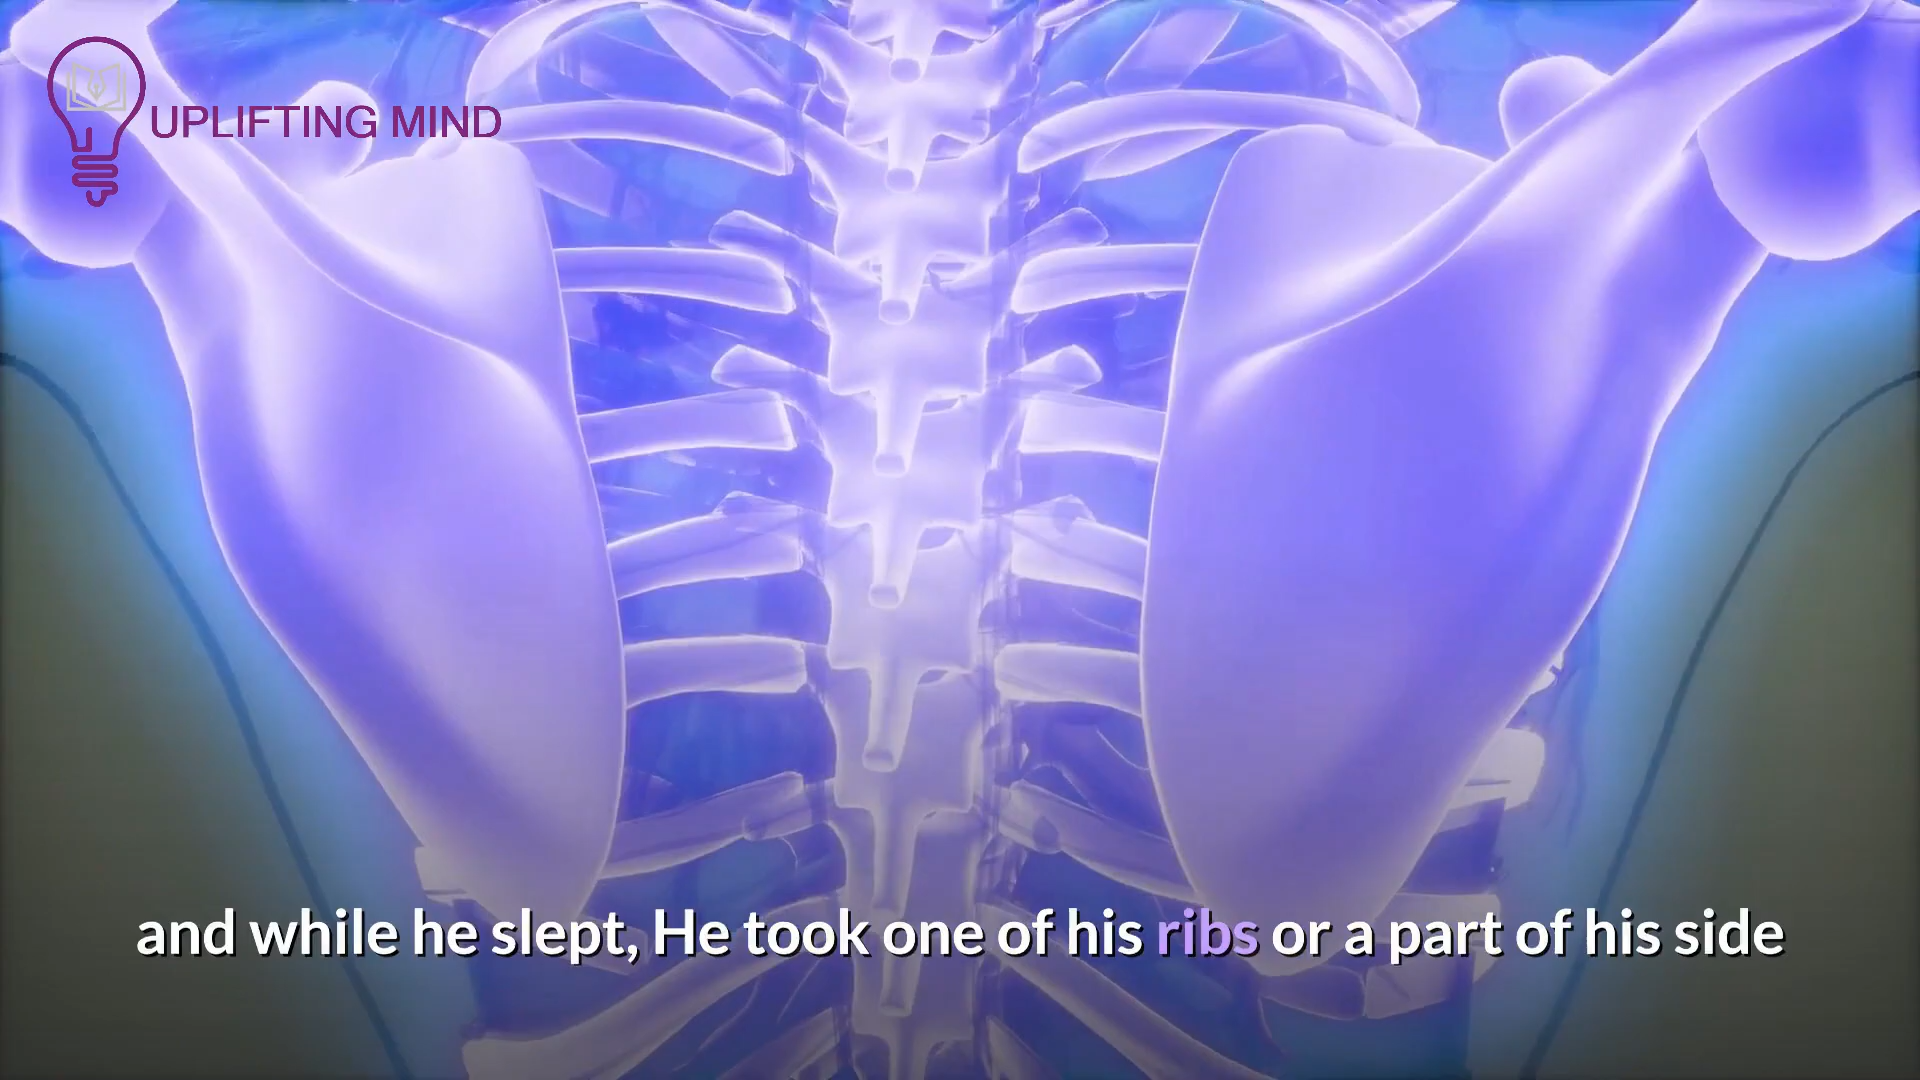 UPLIFTING MIND
and while he slept, He took one of his ribs or a part of his side